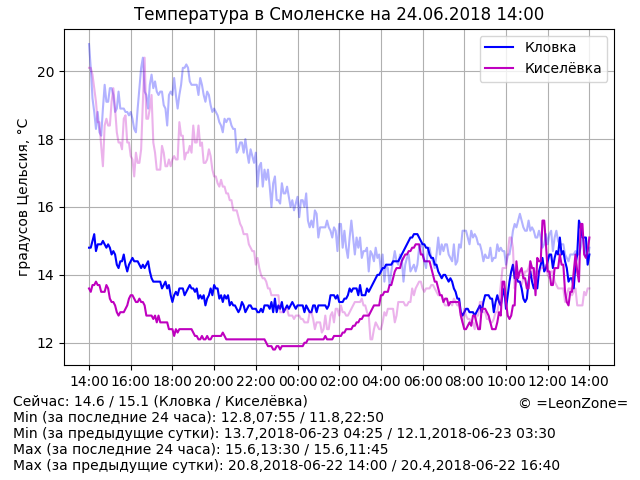 Температура в Смоленске на 24.06.2018 14:00
Кловка
Киселёвка
градусов Цельсия, °C
20
18
16
14
12
14:00 16:00 18:00 20:00 22:00 00:00 02:00 04:00 06:00 08:00 10:00 12:00 14:00
Сейчас: 14.6 / 15.1 (Кловка / Киселёвка)
© =LeonZone=
Min (за последние 24 часа): 12.8,07:55 / 11.8,22:50
Min (за предыдущие сутки): 13.7,2018-06-23 04:25 / 12.1,2018-06-23 03:30
Max (за последние 24 часа): 15.6,13:30 / 15.6,11:45
Max (за предыдущие сутки): 20.8,2018-06-22 14:00 / 20.4,2018-06-22 16:40